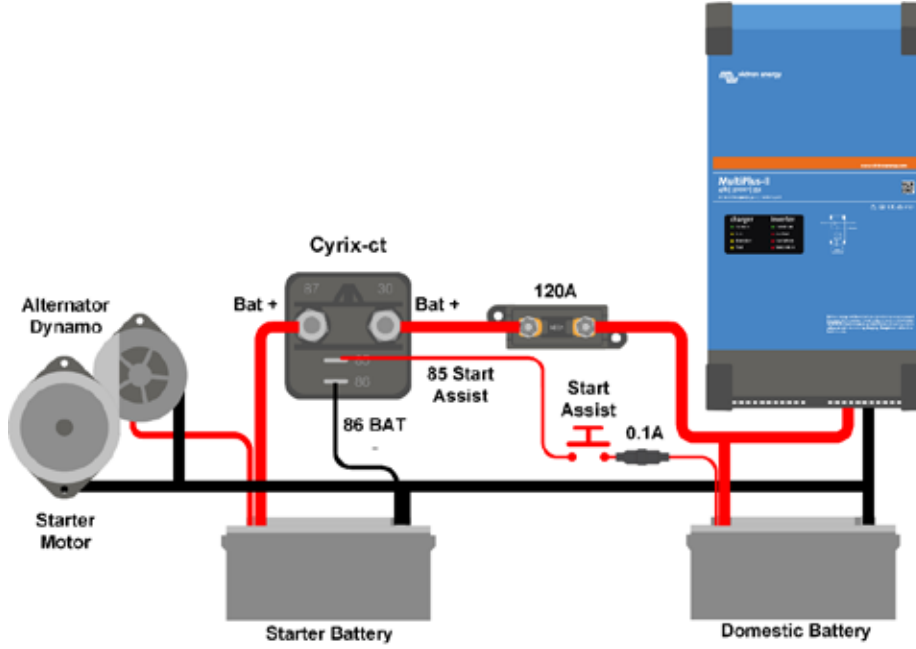 victron energy
MultiPlus-II
charger
inverter
Cyrix-ct
87
30
Bat +
Bat +
120A
Alternator
Dynamo
86
85 Start
Assist
Start
Assist
0.1A
86 BAT
-
Starter
Motor
Starter Battery
Domestic Battery